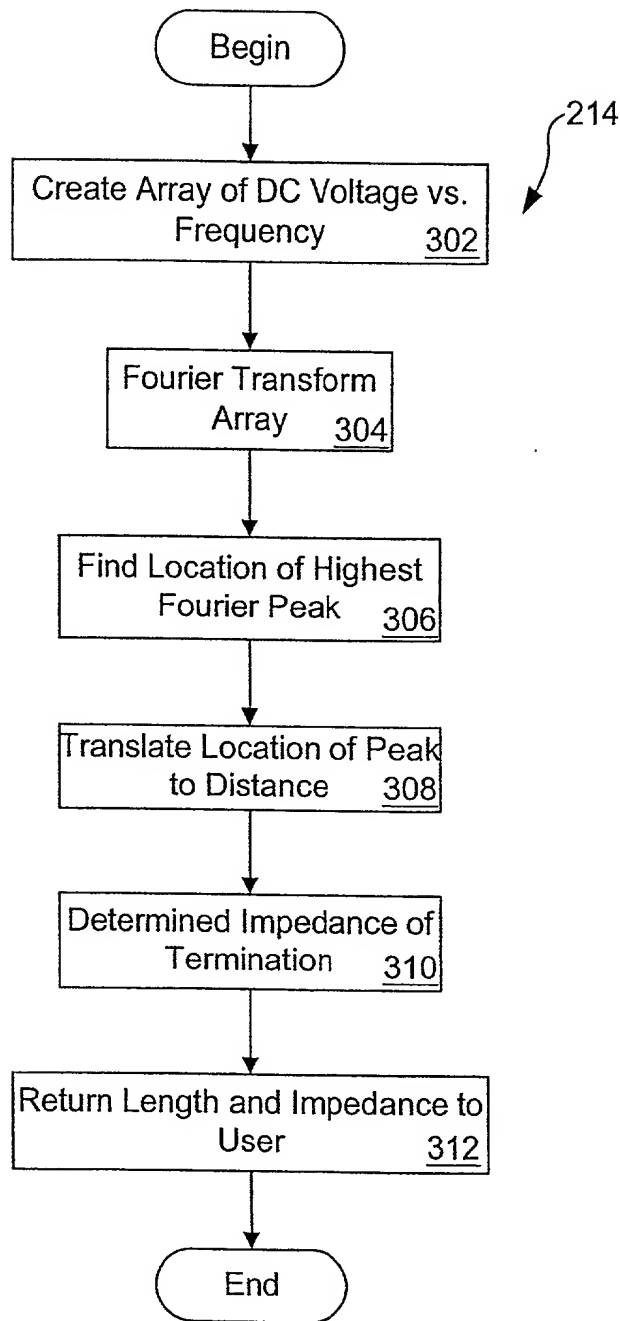 Begin
214
Create Array of DC Voltage vs.
Frequency
302
Fourier Transform
Array
304
Find Location of Highest
Fourier Peak
306
Translate Location of Peak
to Distance
308
Determined Impedance of
Termination
310
Return Length and Impedance to
User
312
End